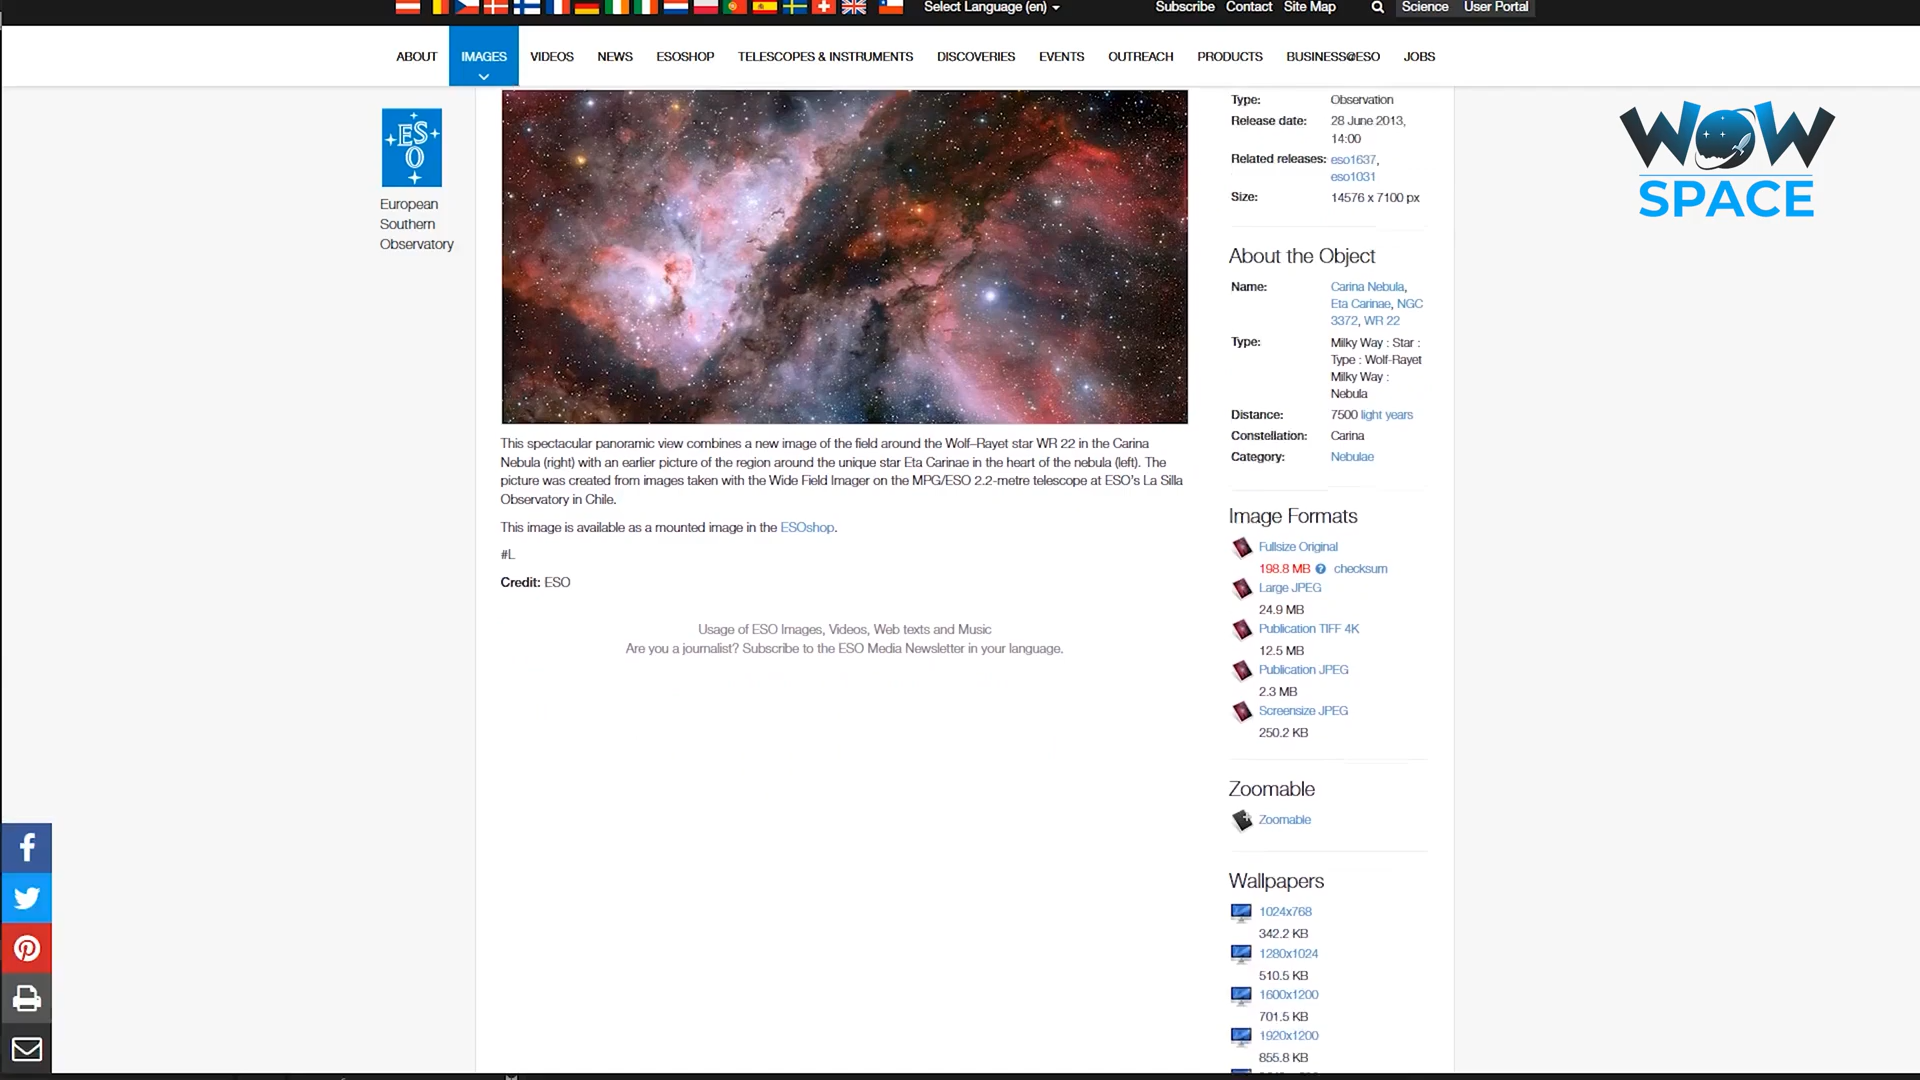 Select Language (en)
Subscribe Contact Site Map
Science User Portal
ABOUT IMAGES VIDEOS NEWS ESOSHOP TELESCOPES & INSTRUMENTS DISCOVERIES EVENTS OUTREACH PRODUCTS BUSINESS@ESO JOBS
ES
O
European
Southern
Observatory
WOW
SPACE
Type: Observation
Release date: 28 June 2013,
14:00
Related releases: eso1637,
eso1031
Size: 14576 x 7100 px
About the Object
Name: Carina Nebula,
Eta Carinae, NGC
3372, WR 22
Type: Milky Way : Star :
Type : Wolf-Rayet
Milky Way :
Nebula
Distance: 7500 light years
Constellation: Carina
Category: Nebulae
This spectacular panoramic view combines a new image of the field around the Wolf–Rayet star WR 22 in the Carina
Nebula (right) with an earlier picture of the region around the unique star Eta Carinae in the heart of the nebula (left). The
picture was created from images taken with the Wide Field Imager on the MPG/ESO 2.2-metre telescope at ESO's La Silla
Observatory in Chile.
This image is available as a mounted image in the ESOshop.
#L
Credit: ESO
Usage of ESO Images, Videos, Web texts and Music
Are you a journalist? Subscribe to the ESO Media Newsletter in your language.
Image Formats
Fullsize Original
198.8 MB ? checksum
Large JPEG
24.9 MB
Publication TIFF 4K
12.5 MB
Publication JPEG
2.3 MB
Screensize JPEG
250.2 KB
Zoomable
Zoomable
Wallpapers
1024x768
342.2 KB
1280x1024
510.5 KB
1600x1200
701.5 KB
1920x1200
855.8 KB